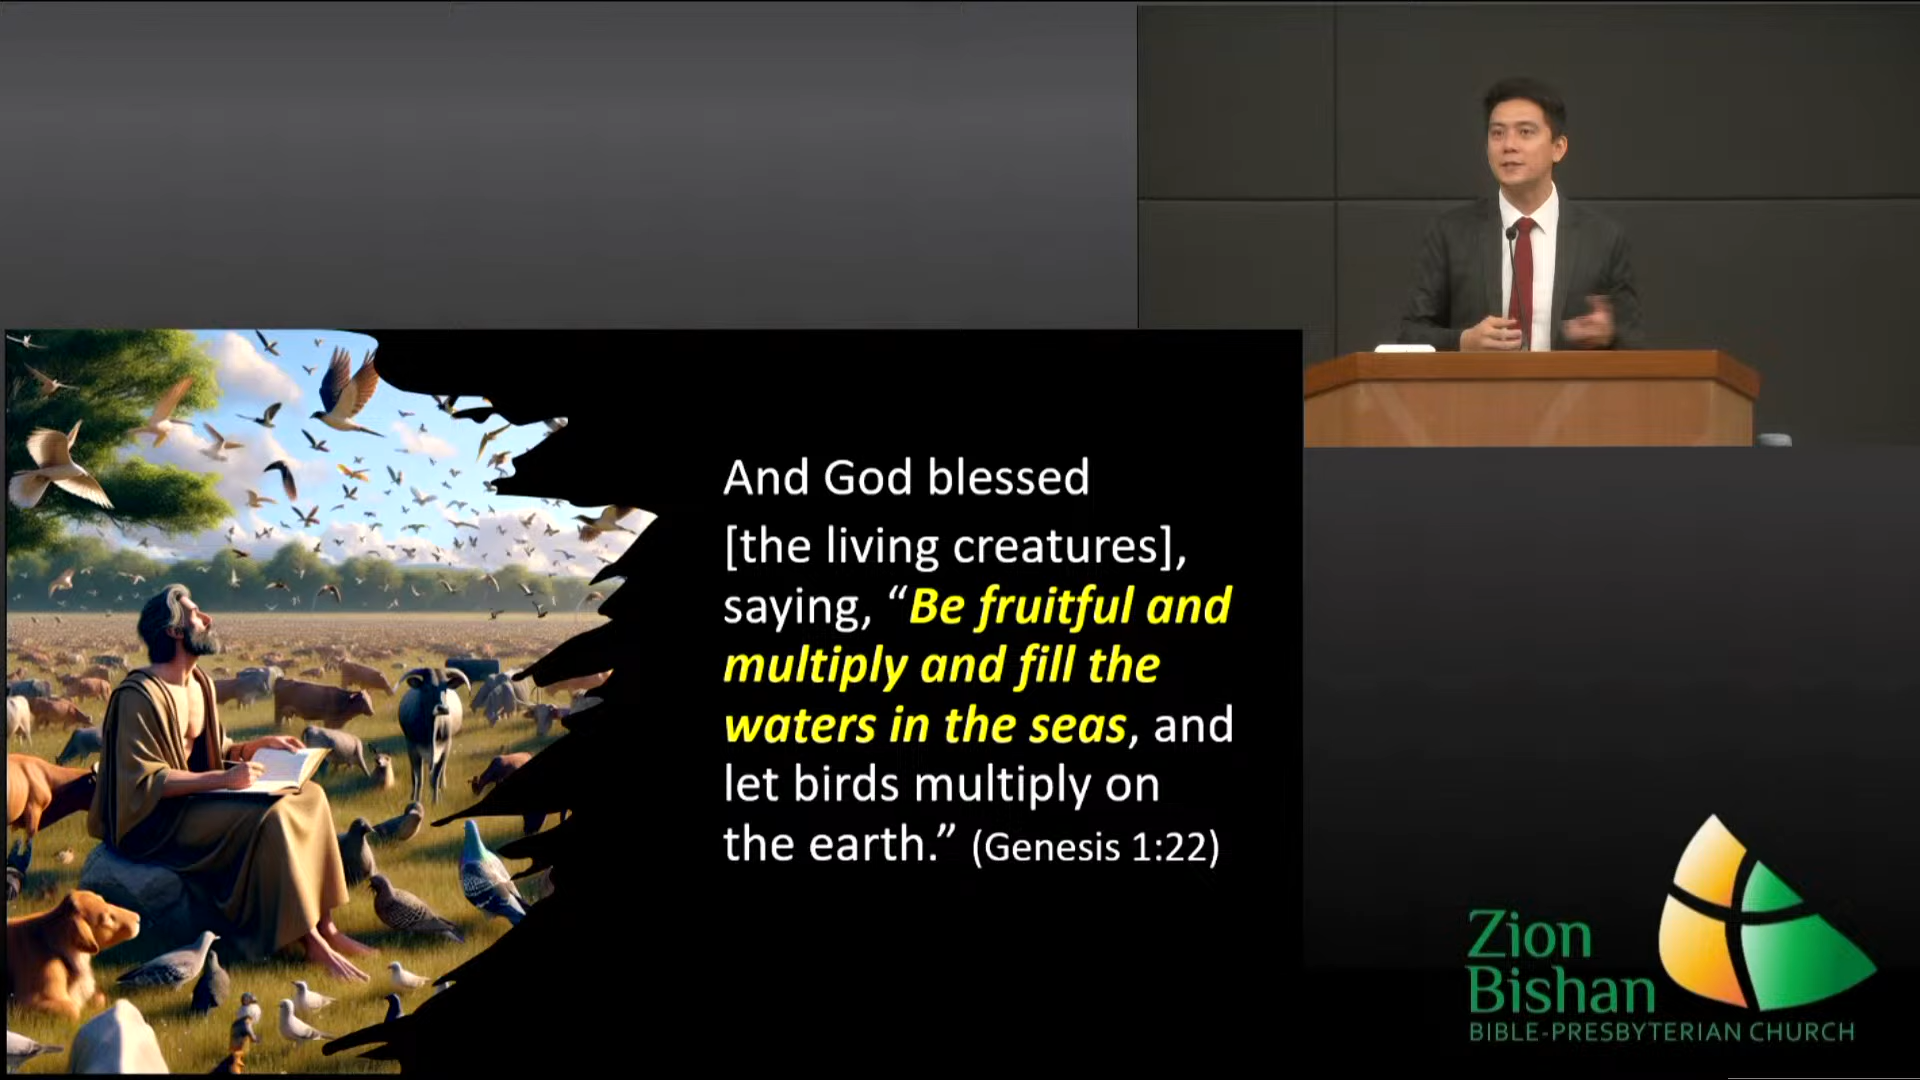 And God blessed
[the living creatures],
saying, “Be fruitful and
multiply and fill the
waters in the seas, and
let birds multiply on
the earth.” (Genesis 1:22)
Zion
Bishan
BIBLE-PRESBYTERIAN CHURCH